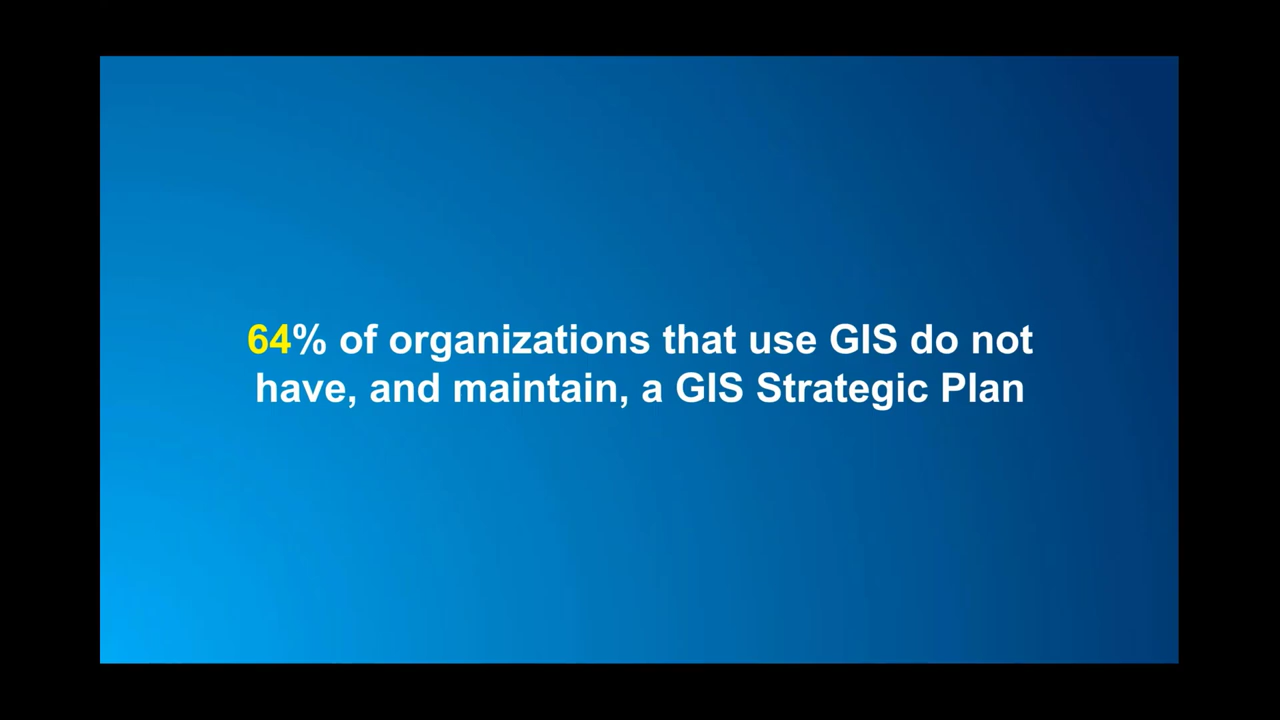 64% of organizations that use GIS do not
have, and maintain, a GIS Strategic Plan